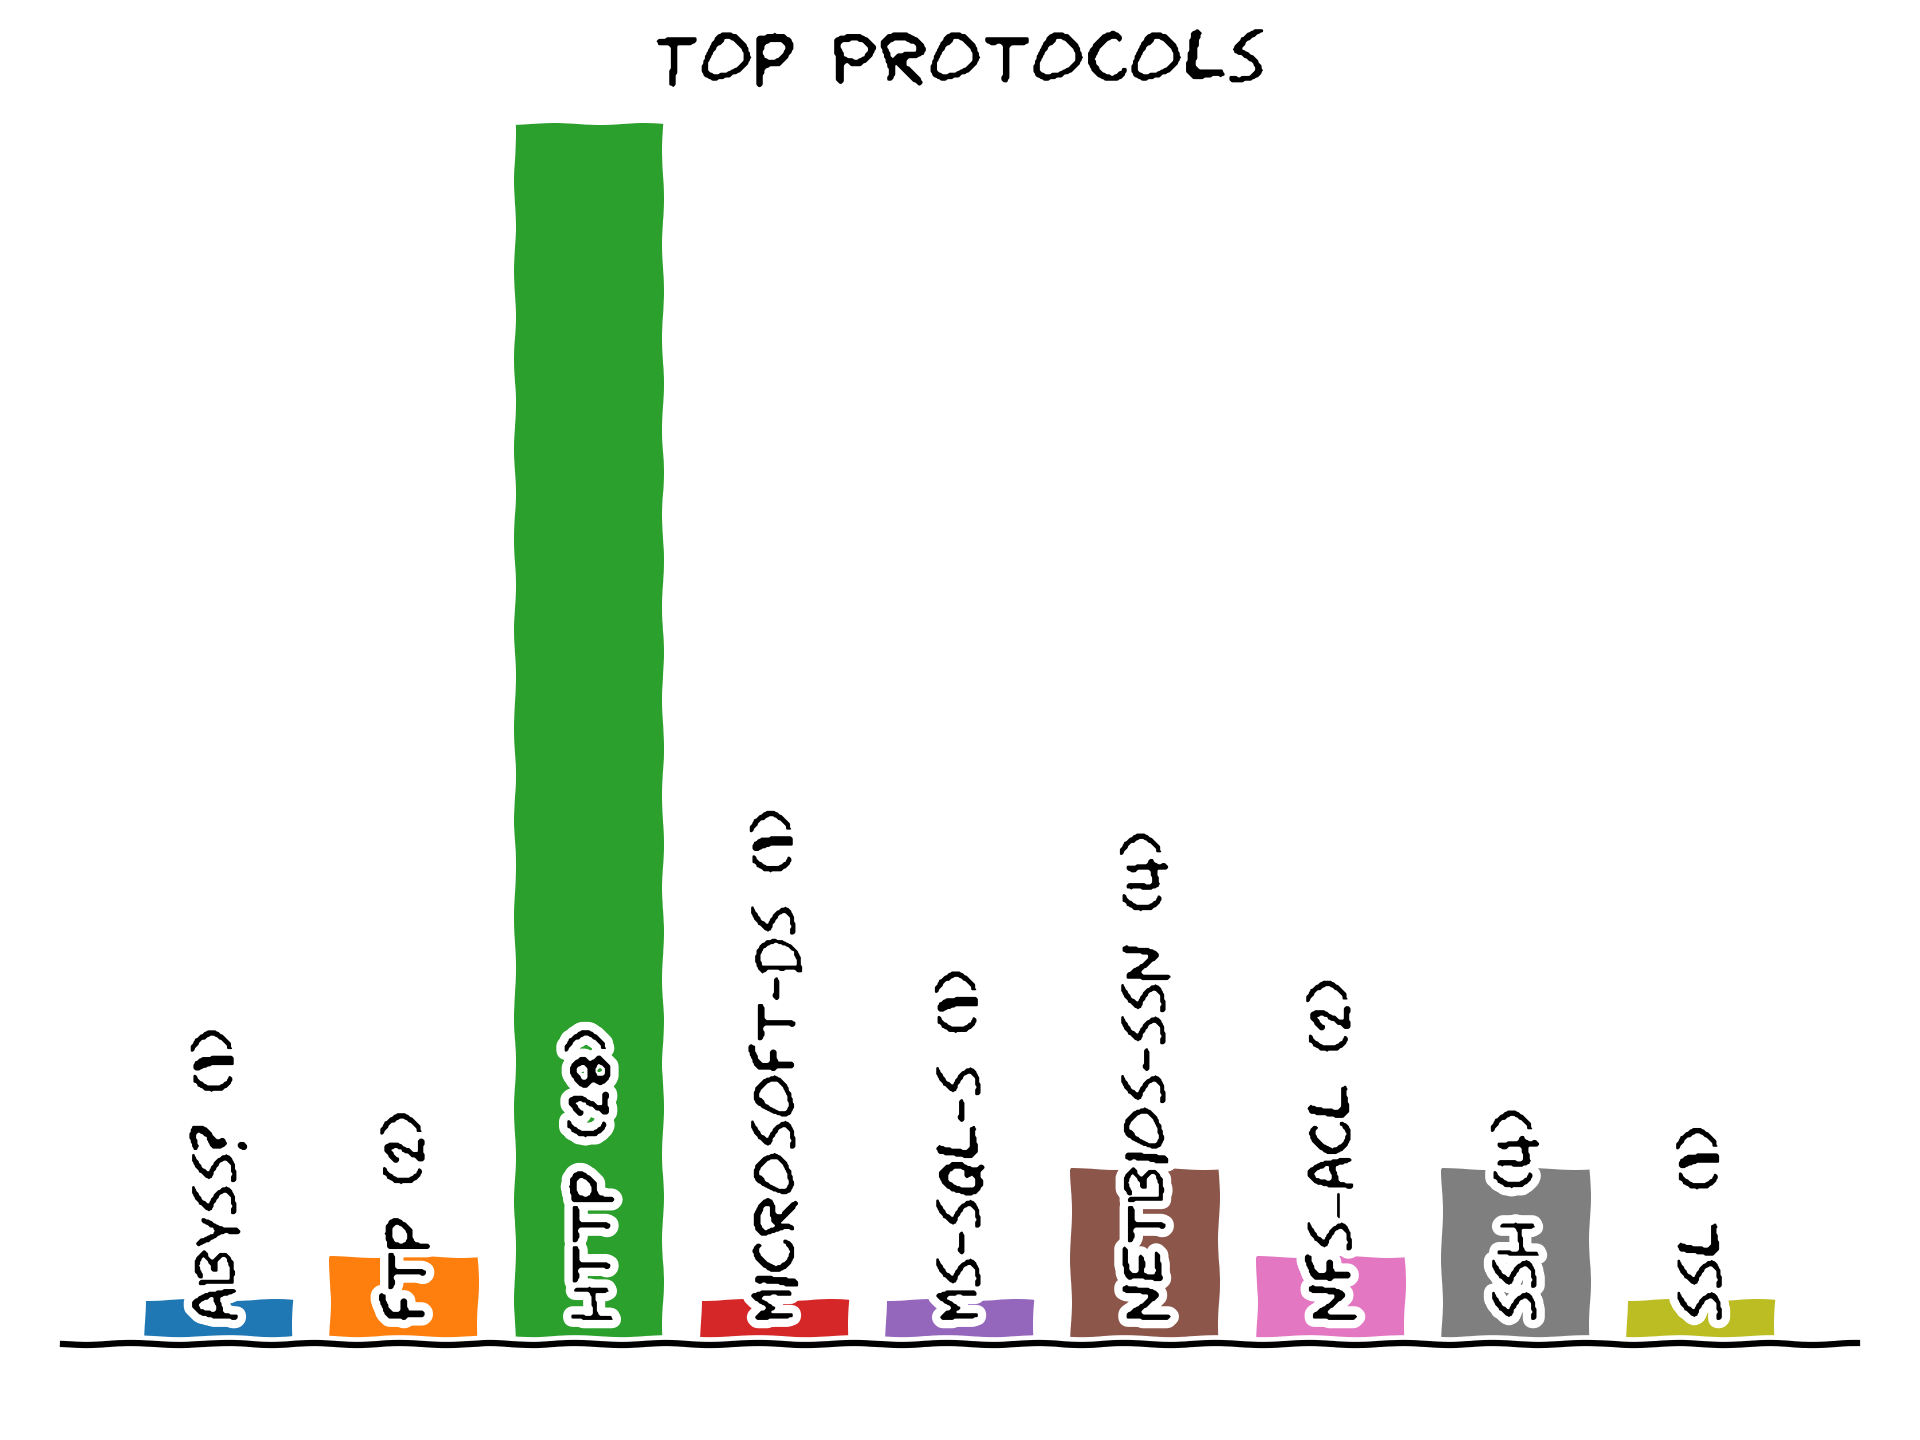 TOP PROTOCOLS
ABYSS? (1)
FTP (2)
HTTP (28)
MICROSOFT-DS (1)
MS-SQL-S (1)
NETBIOS-SSN (4)
NFS-ACL (2)
SSH (4)
SSL (1)